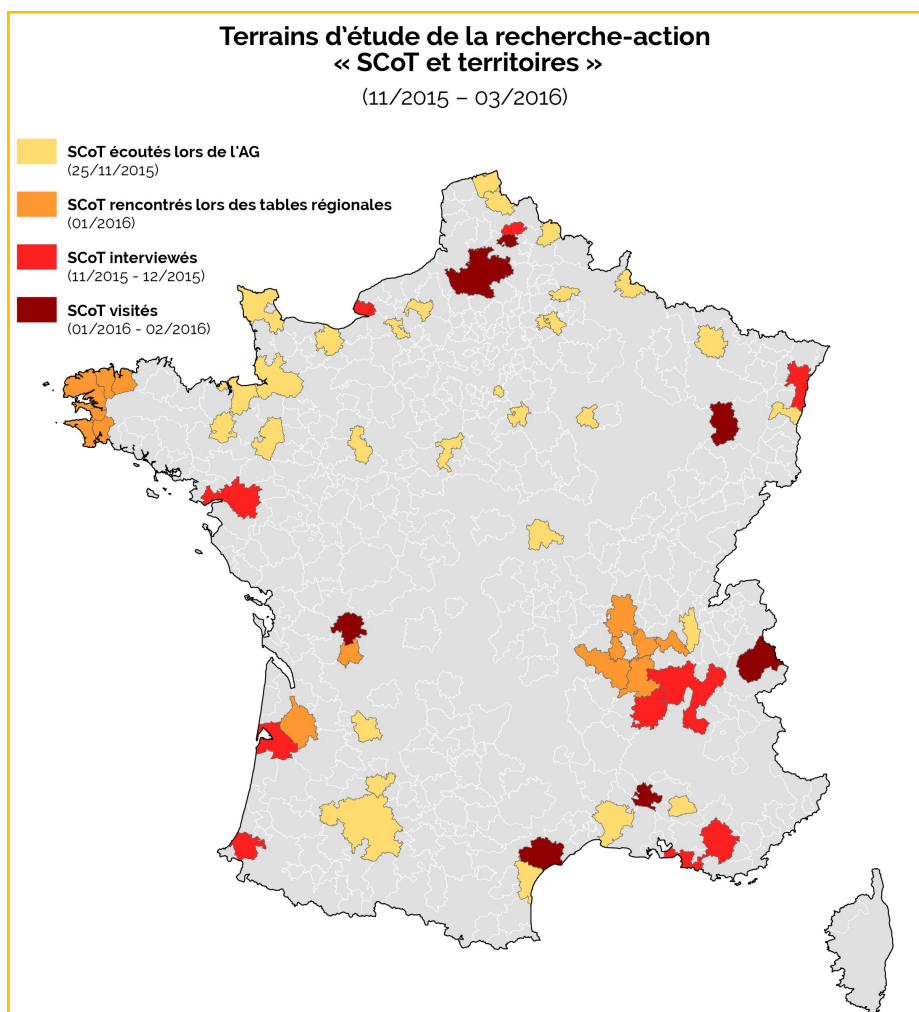 Terrains d'étude de la recherche-action
« SCoT et territoires »
(11/2015 – 03/2016)
SCoT écoutés lors de l'AG
(25/11/2015)
SCoT rencontrés lors des tables régionales
(01/2016)
SCoT interviewés
(11/2015 - 12/2015)
SCoT visités
(01/2016 - 02/2016)